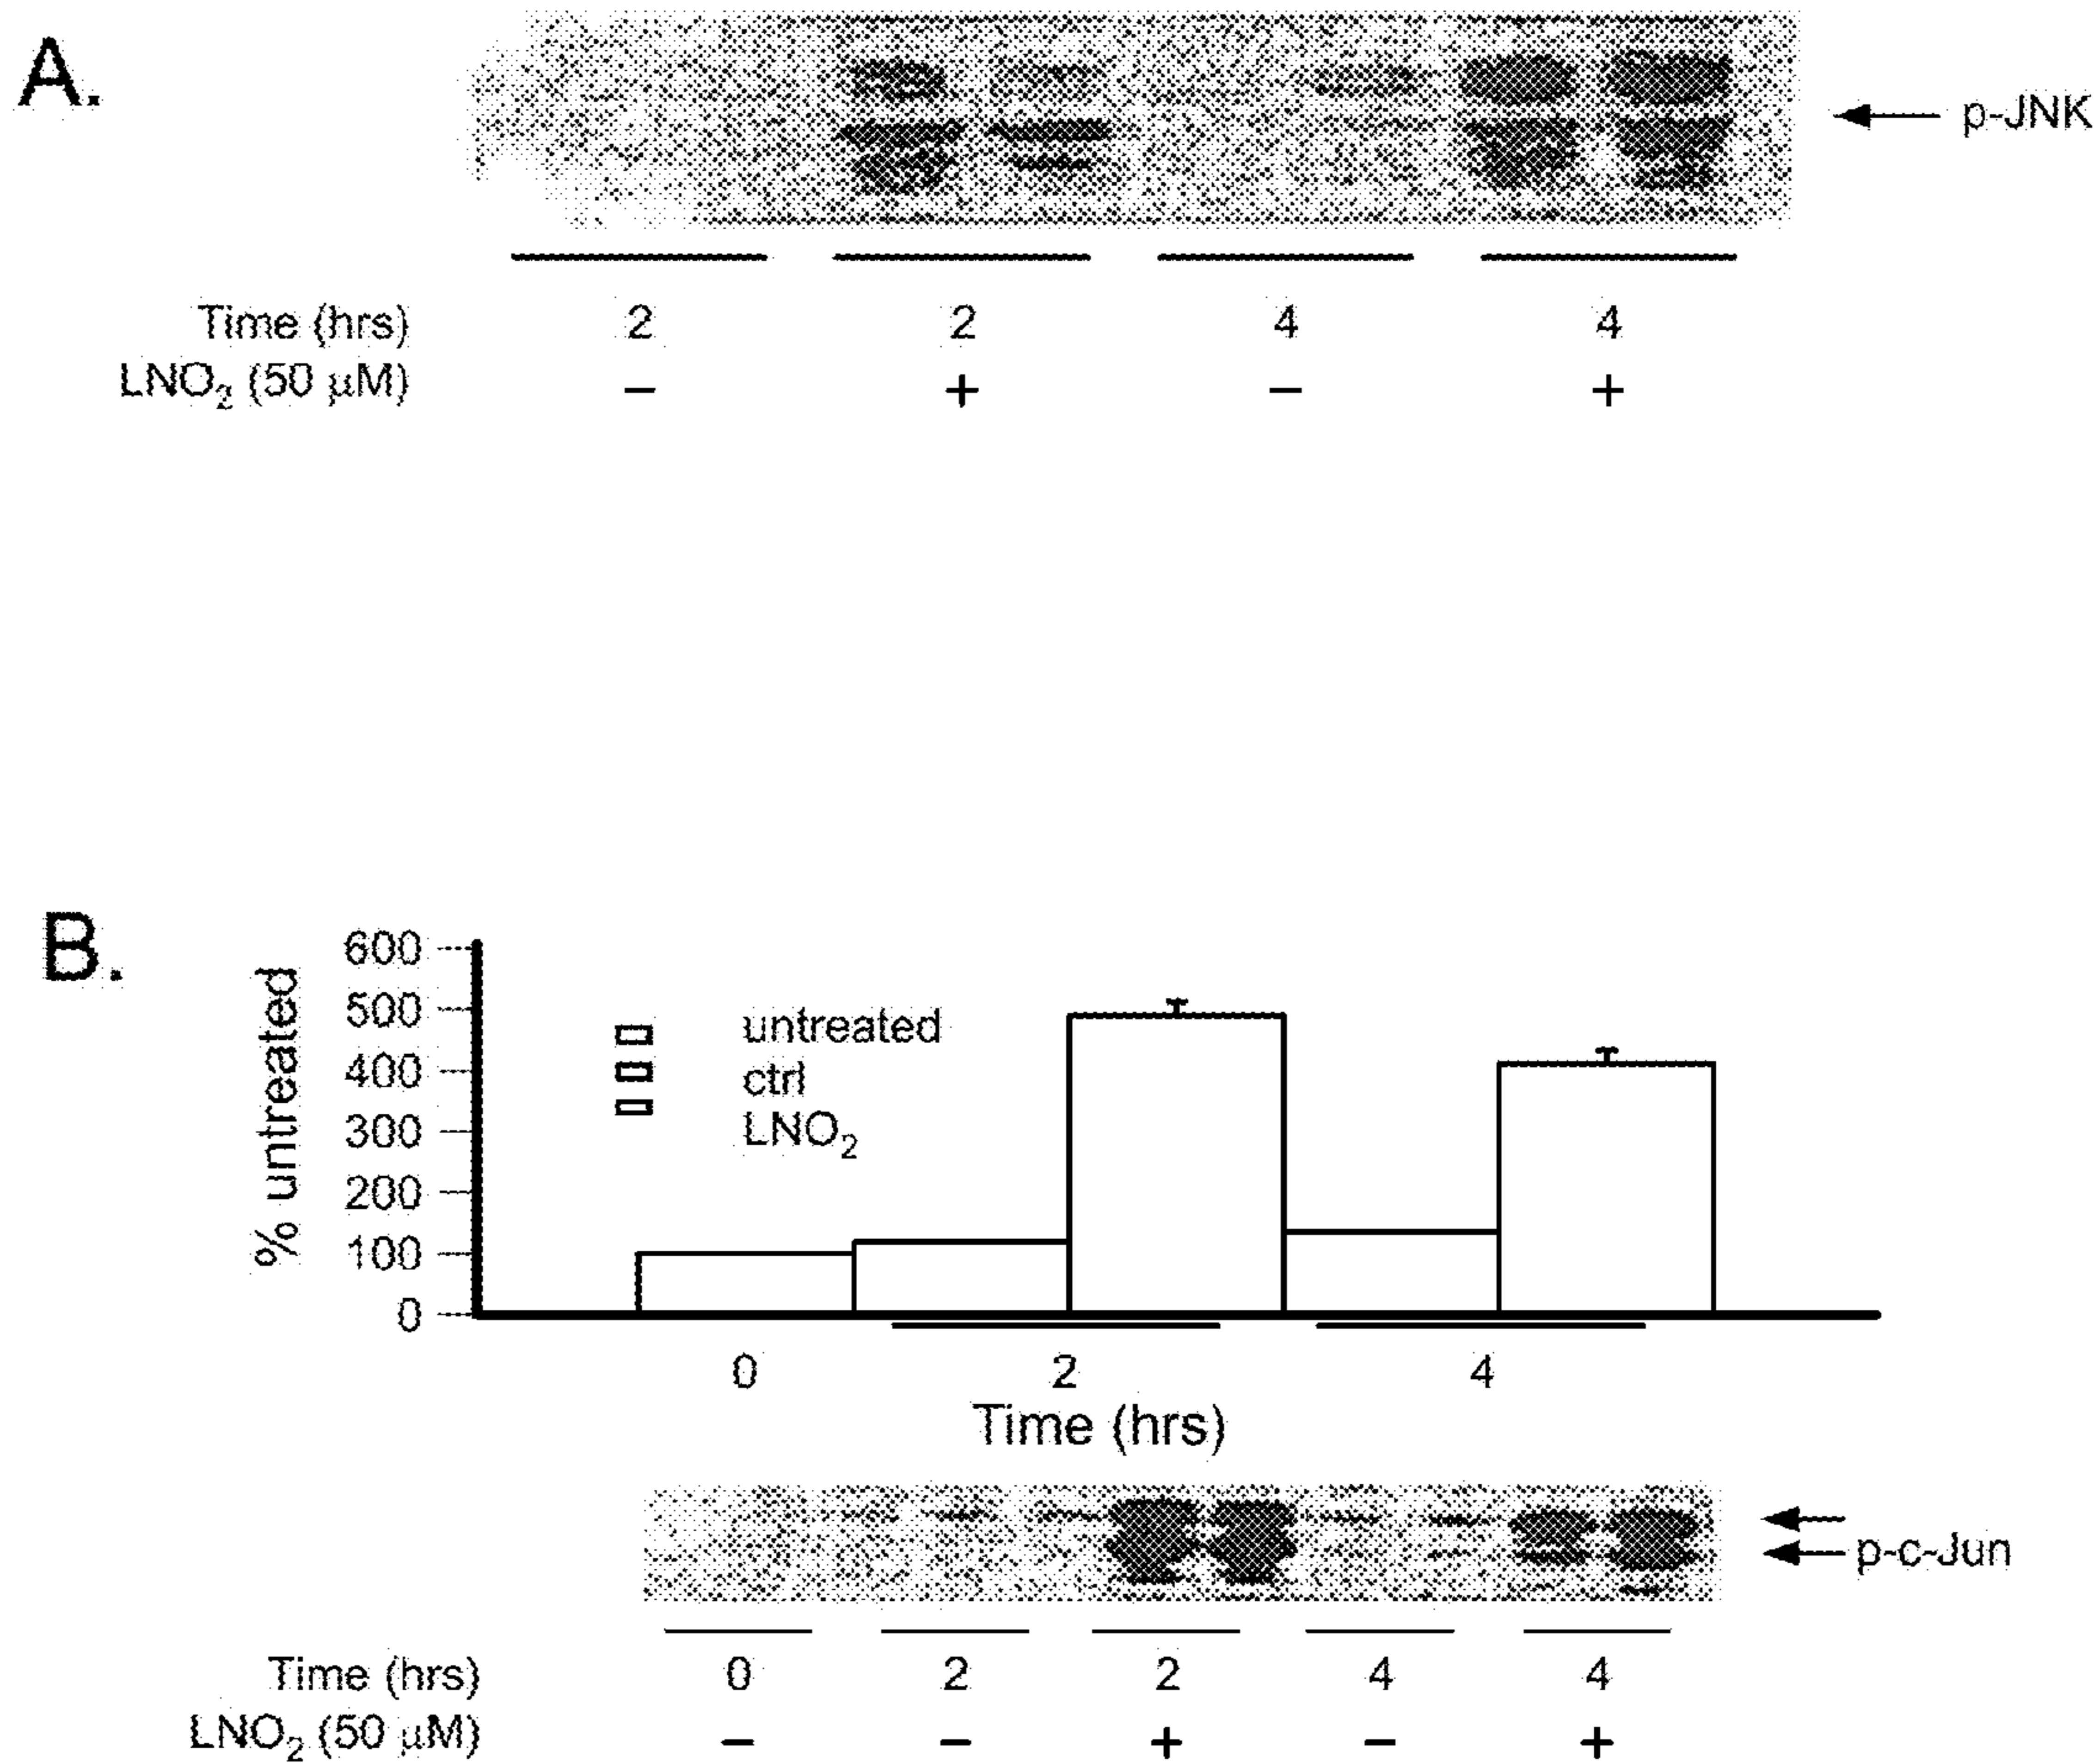 A.
p-JNK
Time (hrs) 2 2 4 4
LNO₂ (50 µM) – + – +
B.
% untreated
600
500
400
300
200
100
0
untreated
ctrl
LNO₂
0 2 4
Time (hrs)
p-c-Jun
Time (hrs) 0 2 2 4 4
LNO₂ (50 µM) – – + – +